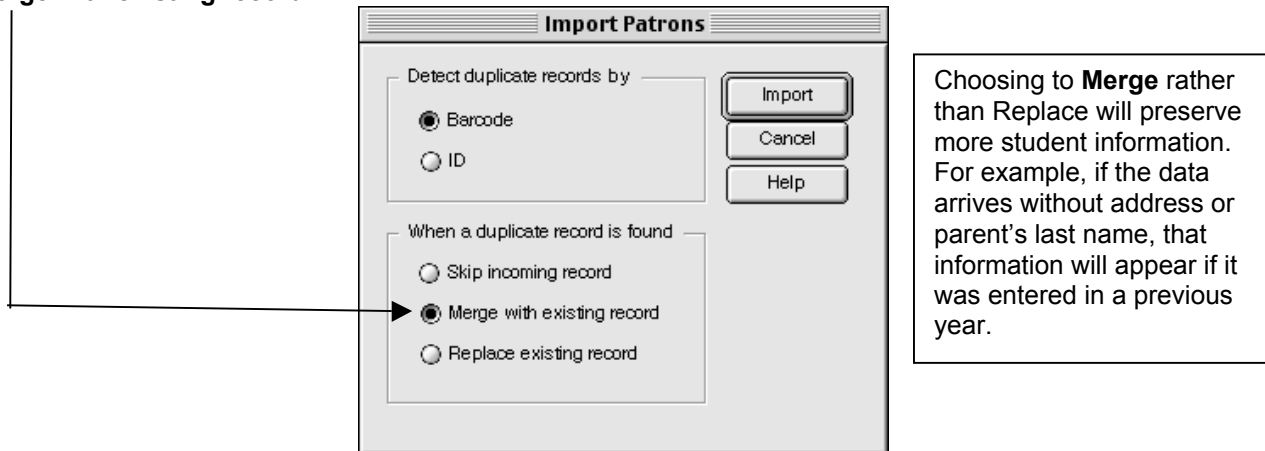 Import Patrons
Detect duplicate records by
Barcode
ID
Import
Cancel
Help
When a duplicate record is found
Skip incoming record
Merge with existing record
Replace existing record
Choosing to Merge rather
than Replace will preserve
more student information.
For example, if the data
arrives without address or
parent's last name, that
information will appear if it
was entered in a previous
year.